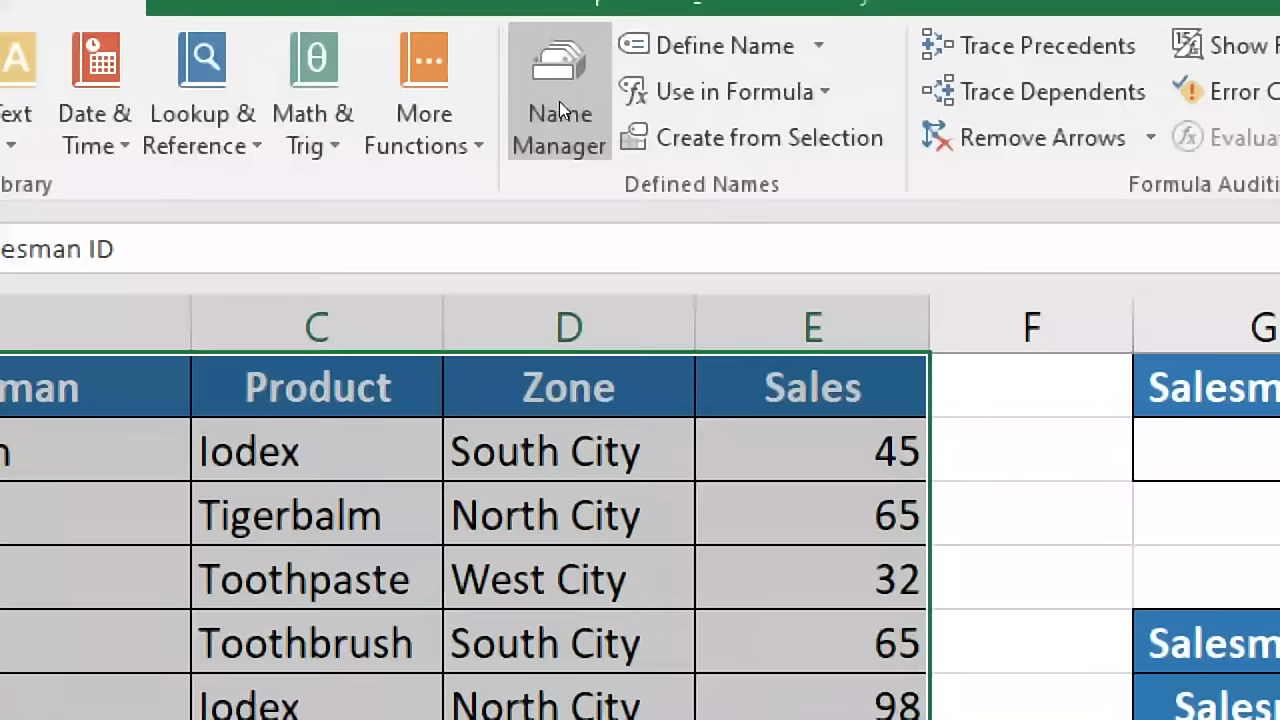 ext
Date & Time
Lookup & Reference
Math & Trig
More Functions
Name Manager
Define Name
Use in Formula
Create from Selection
Trace Precedents
Trace Dependents
Remove Arrows
Show F
Error C
Evalua
brary
Defined Names
Formula Auditi
esman ID
C D E F G
man Product Zone Sales Salesm
n Iodex South City 45
Tigerbalm North City 65
Toothpaste West City 32
Toothbrush South City 65 Salesm
Iodex North City 98 Sales